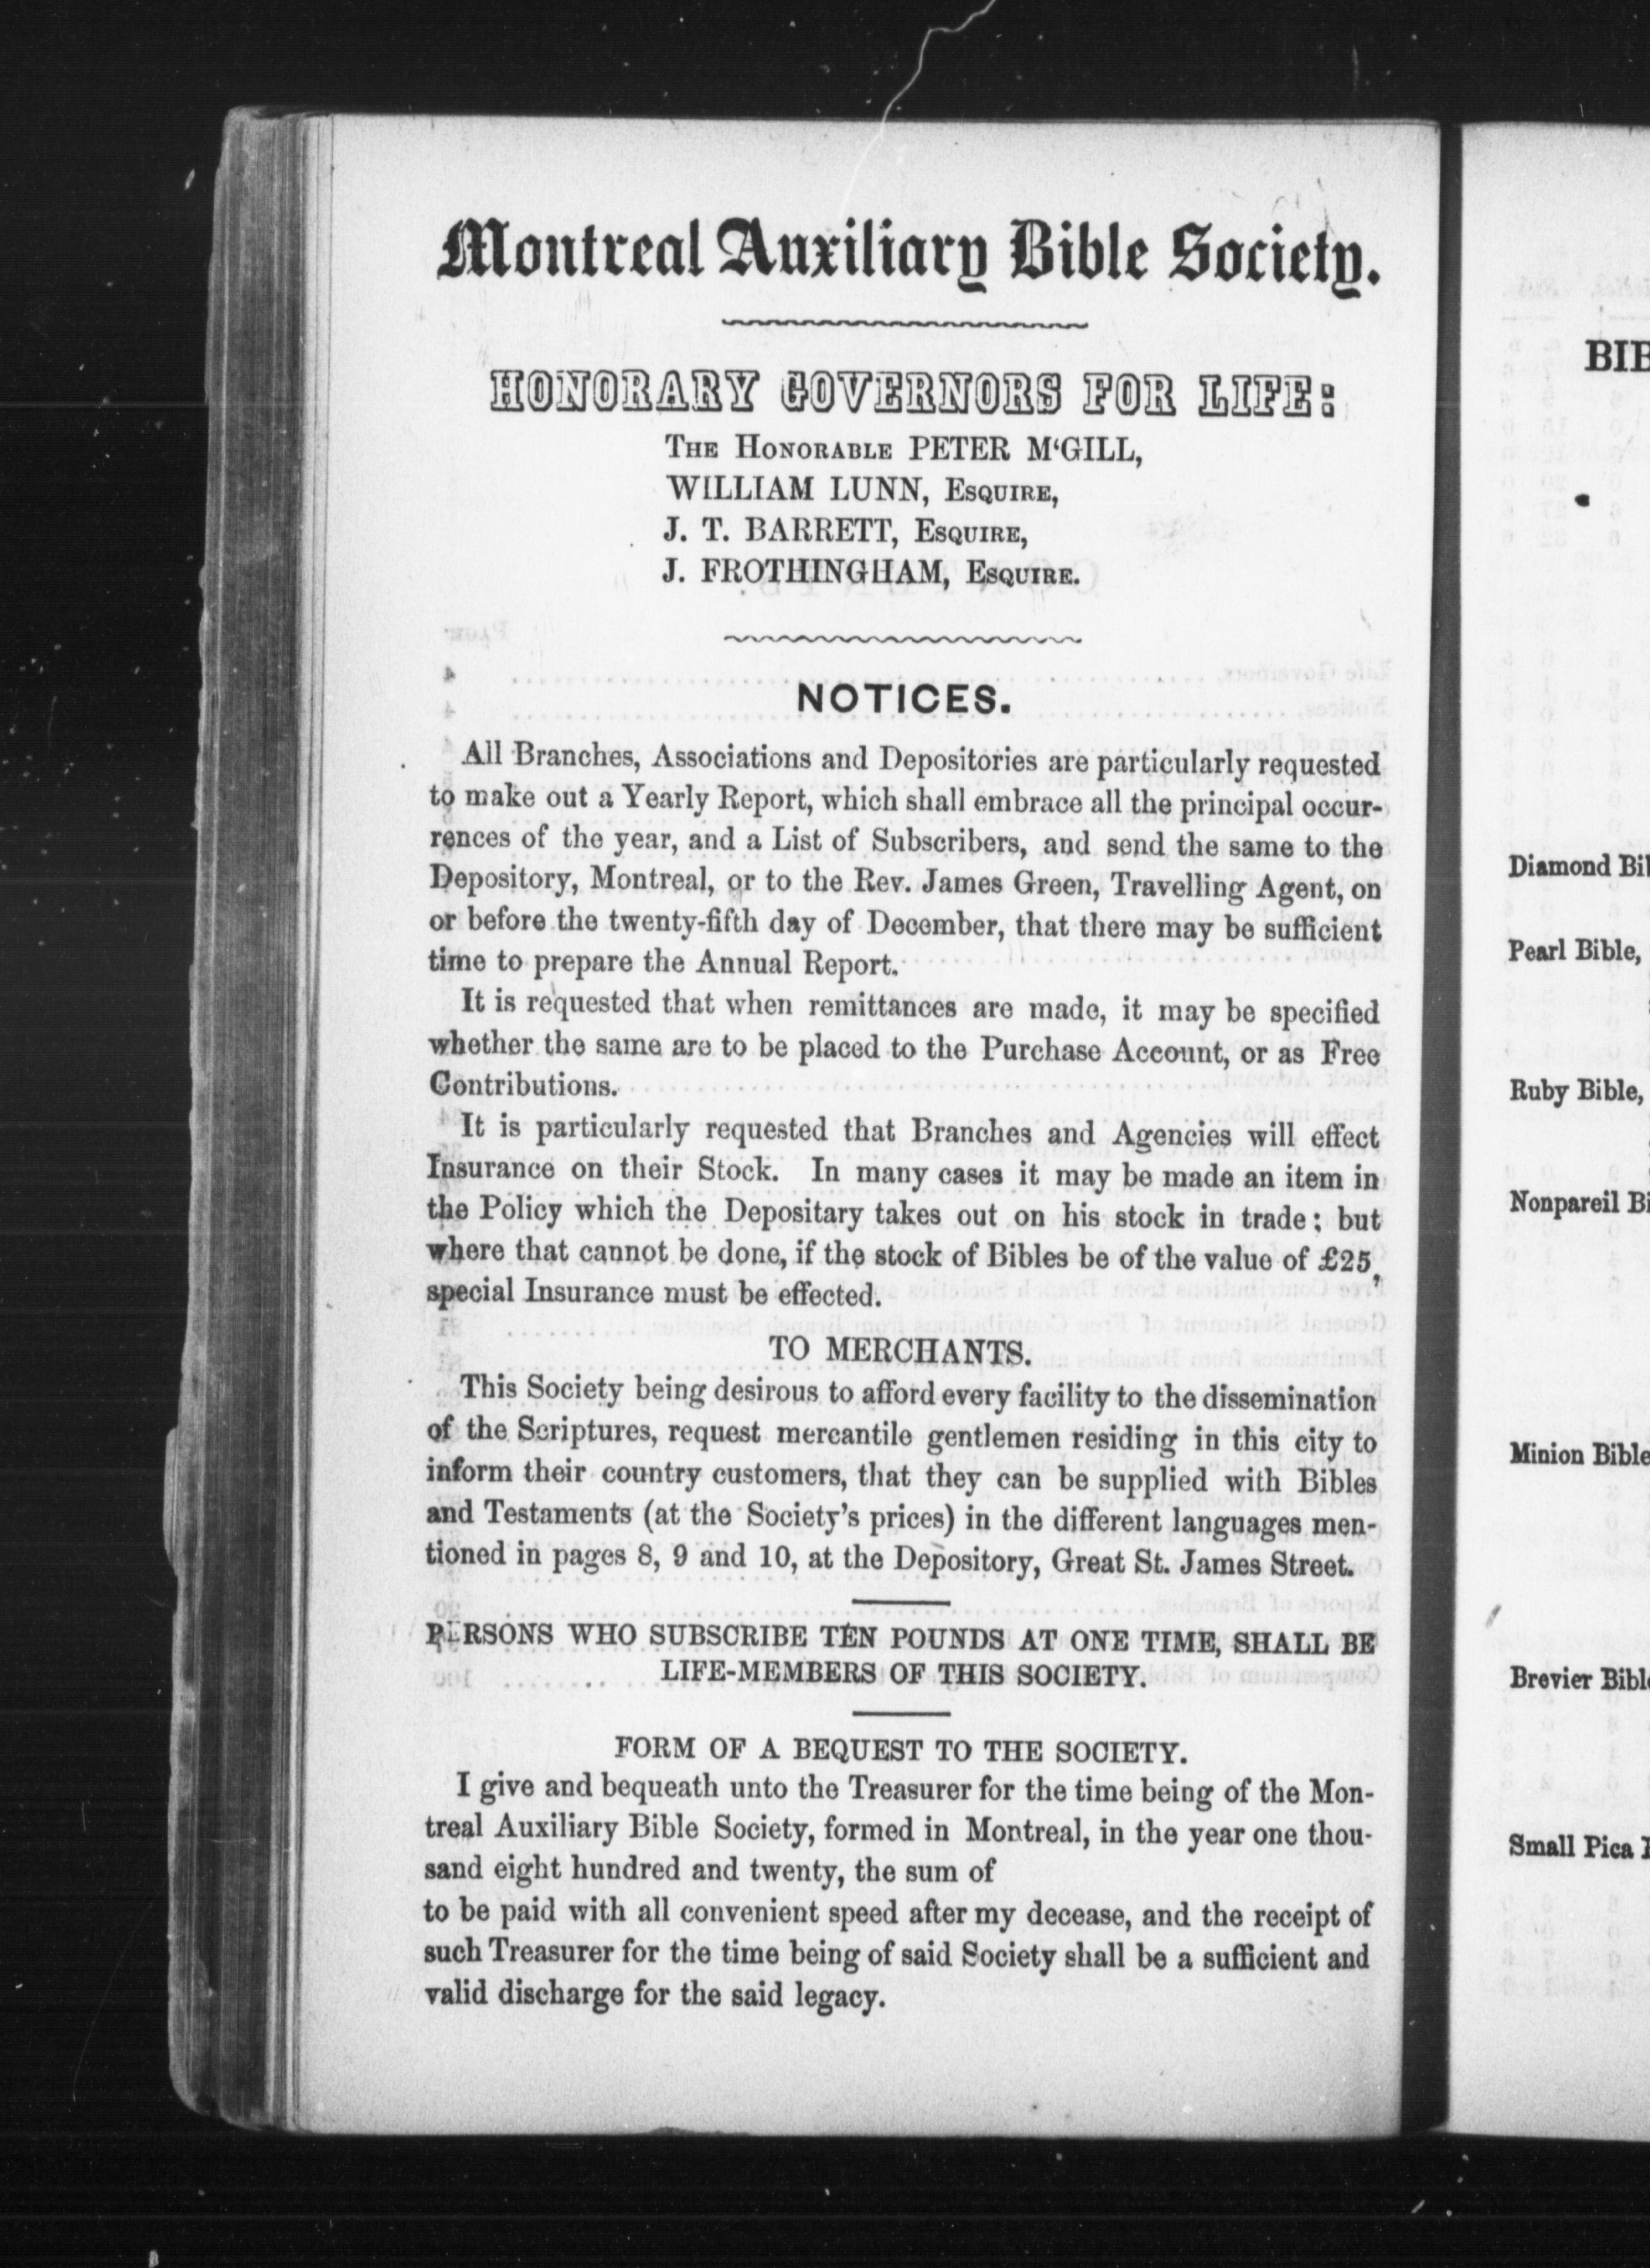 Montreal Auxiliary Bible Society.
HONORARY GOVERNORS FOR LIFE:
THE HONORABLE PETER M‘GILL,
WILLIAM LUNN, ESQUIRE,
J. T. BARRETT, ESQUIRE,
J. FROTHINGHAM, ESQUIRE.
NOTICES.
All Branches, Associations and Depositories are particularly requested
to make out a Yearly Report, which shall embrace all the principal occur-
rences of the year, and a List of Subscribers, and send the same to the
Depository, Montreal, or to the Rev. James Green, Travelling Agent, on
or before the twenty-fifth day of December, that there may be sufficient
time to prepare the Annual Report.
It is requested that when remittances are made, it may be specified
whether the same are to be placed to the Purchase Account, or as Free
Contributions.
It is particularly requested that Branches and Agencies will effect
Insurance on their Stock. In many cases it may be made an item in
the Policy which the Depositary takes out on his stock in trade; but
where that cannot be done, if the stock of Bibles be of the value of £25,
special Insurance must be effected.
TO MERCHANTS.
This Society being desirous to afford every facility to the dissemination
of the Scriptures, request mercantile gentlemen residing in this city to
inform their country customers, that they can be supplied with Bibles
and Testaments (at the Society's prices) in the different languages men-
tioned in pages 8, 9 and 10, at the Depository, Great St. James Street.
PERSONS WHO SUBSCRIBE TEN POUNDS AT ONE TIME, SHALL BE
LIFE-MEMBERS OF THIS SOCIETY.
FORM OF A BEQUEST TO THE SOCIETY.
I give and bequeath unto the Treasurer for the time being of the Mon-
treal Auxiliary Bible Society, formed in Montreal, in the year one thou-
sand eight hundred and twenty, the sum of
to be paid with all convenient speed after my decease, and the receipt of
such Treasurer for the time being of said Society shall be a sufficient and
valid discharge for the said legacy.
BIB
Diamond Bib
Pearl Bible,
Ruby Bible,
Nonpareil Bi
Minion Bible
Brevier Bible
Small Pica